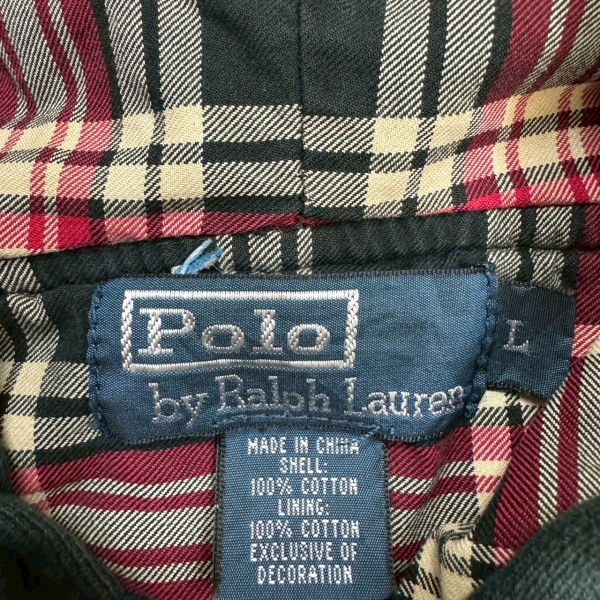 Polo
by Ralph Lauren
L
MADE IN CHINA
SHELL:
100% COTTON
LINING:
100% COTTON
EXCLUSIVE OF
DECORATION